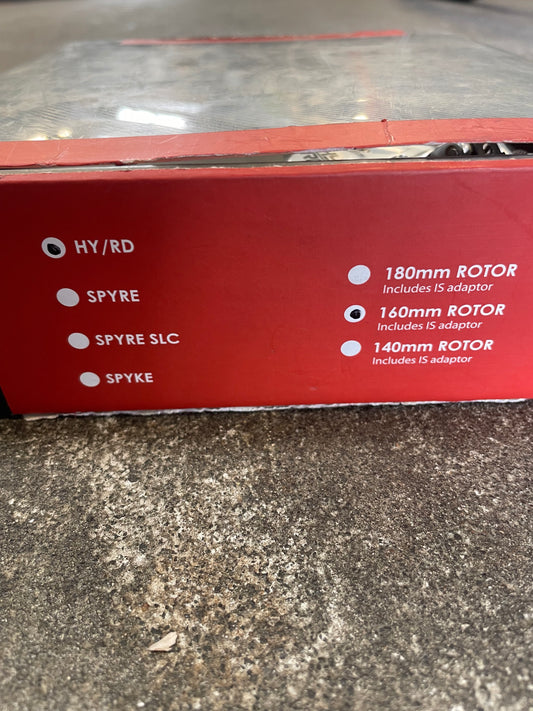 HY/RD
SPYRE
SPYRE SLC
SPYKE
180mm ROTOR
Includes IS adaptor
160mm ROTOR
Includes IS adaptor
140mm ROTOR
Includes IS adaptor